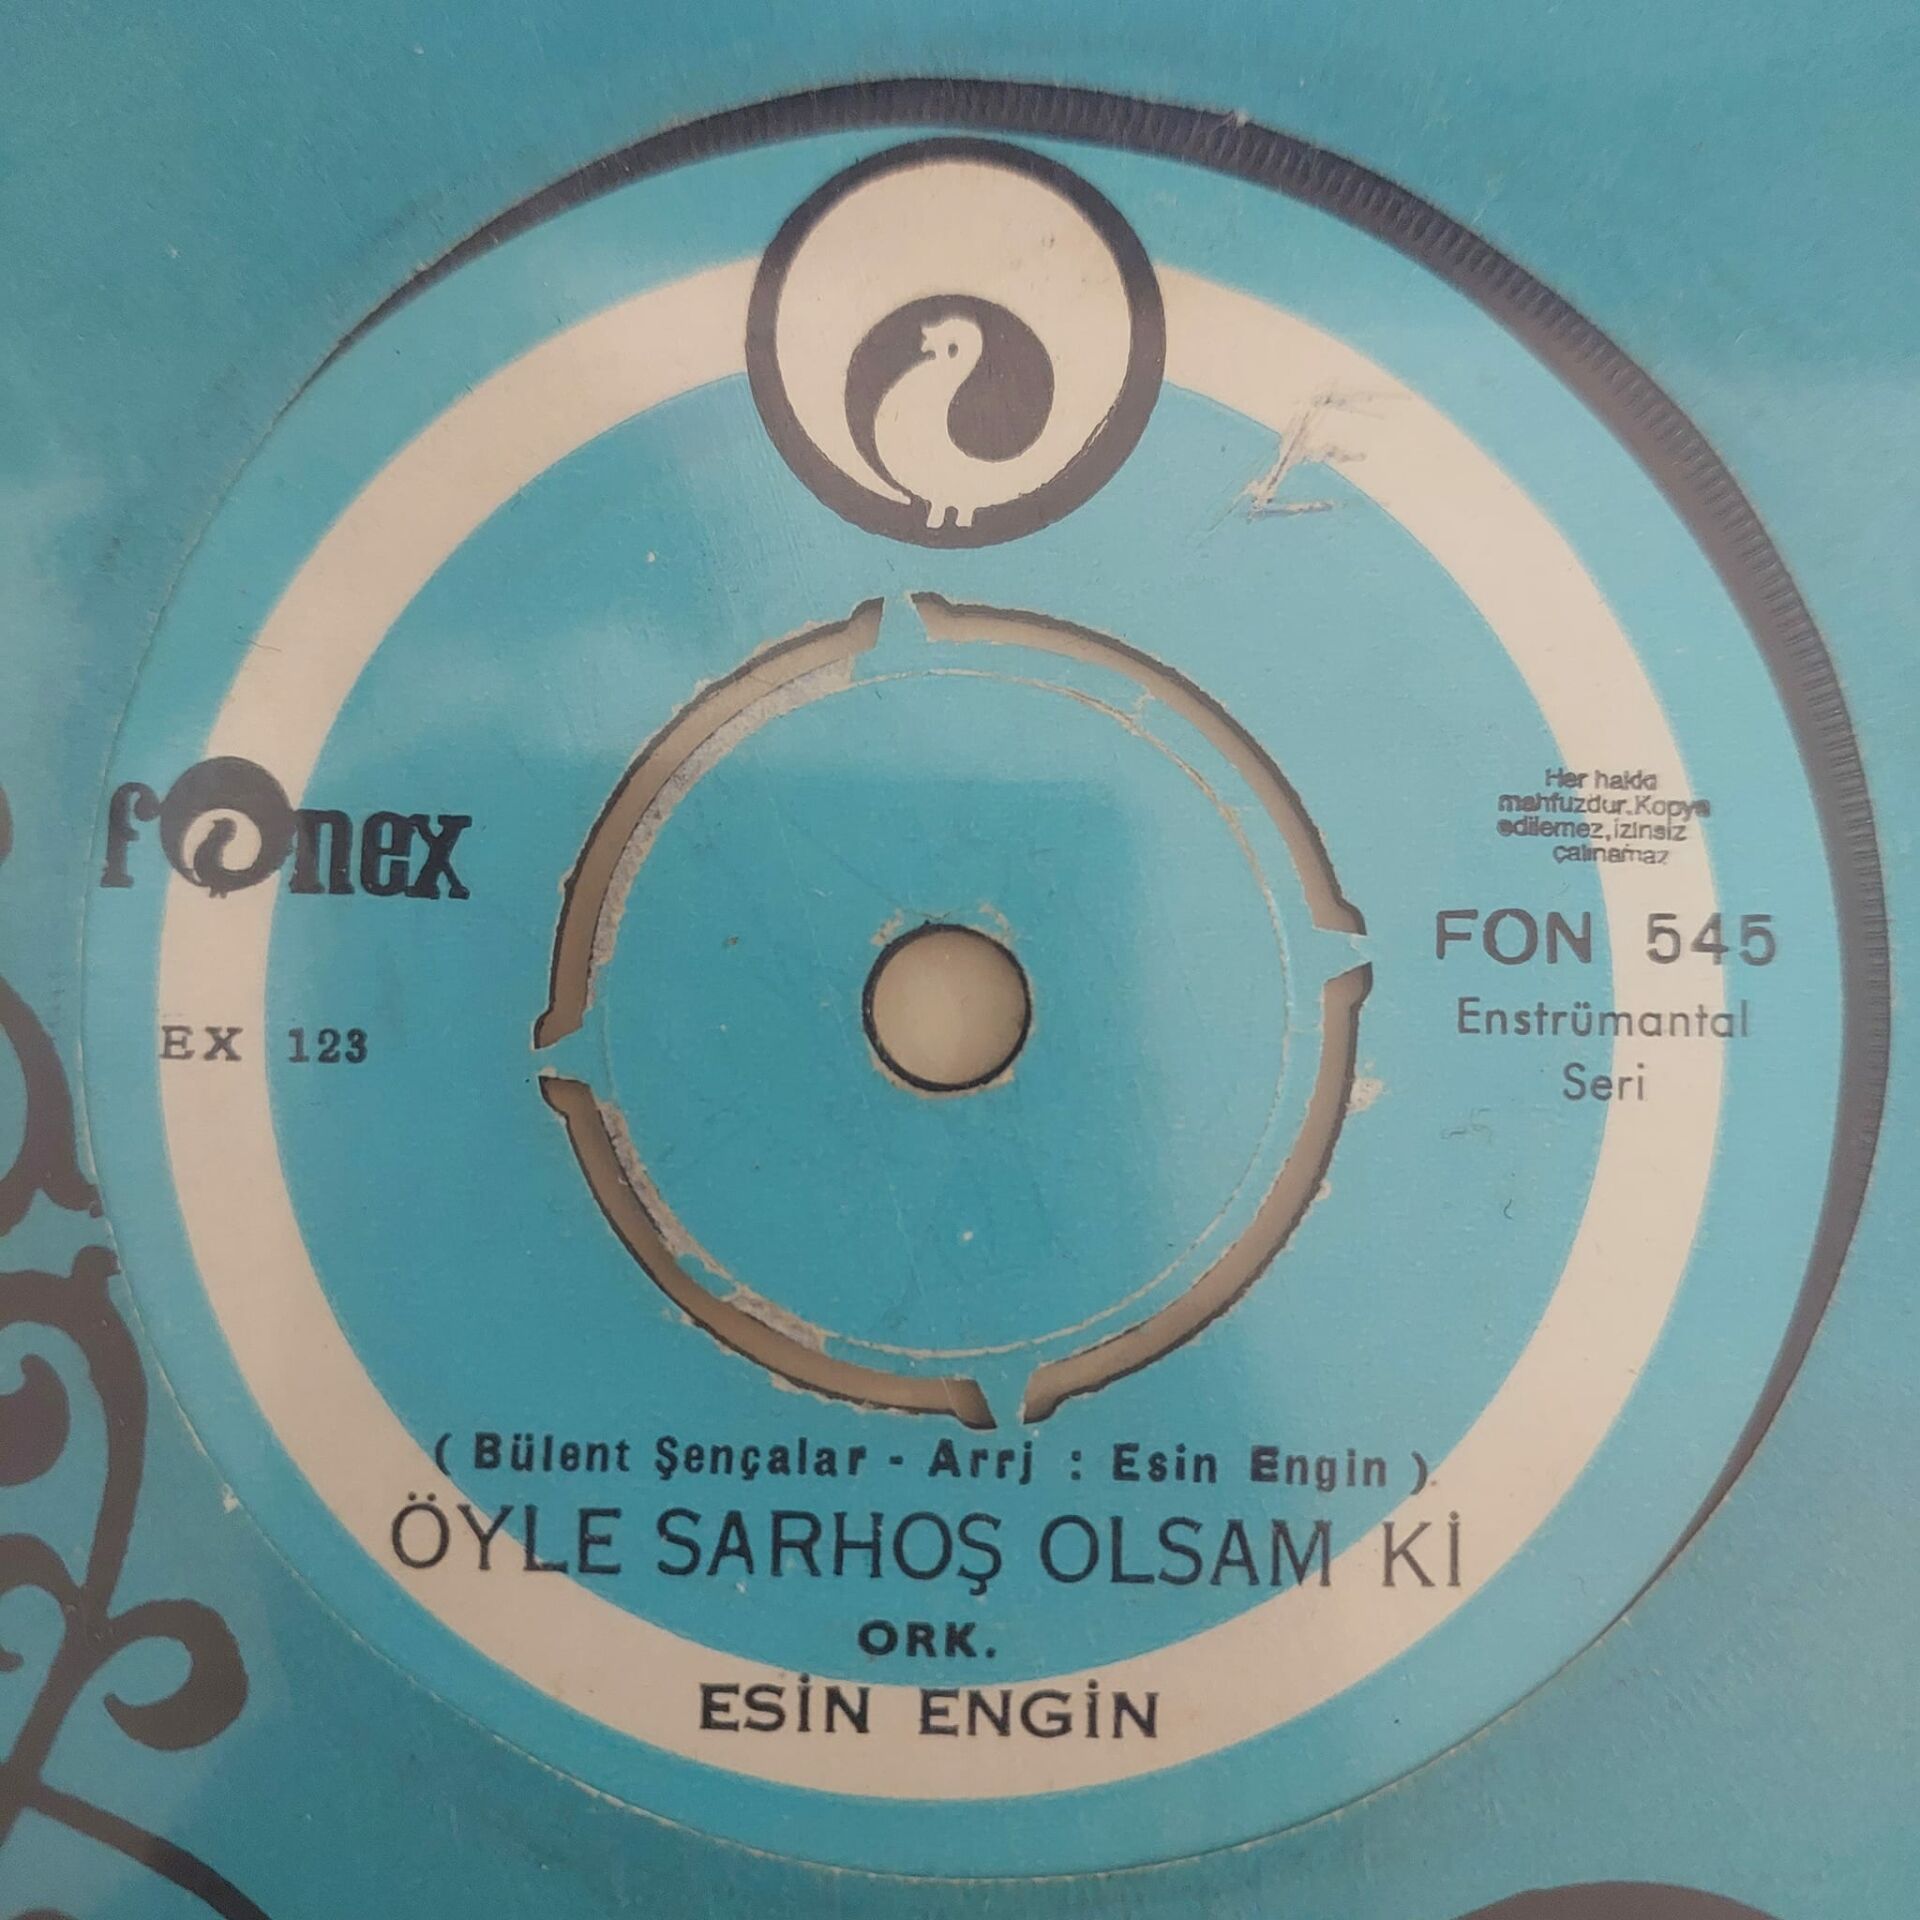 fonex
EX 123
Her hakkı
mahfuzdur.Kopya
edilemez,izinsiz
çalınamaz
FON 545
Enstrümantal
Seri
( Bülent Şençalar - Arrj : Esin Engin ).
ÖYLE SARHOŞ OLSAM Kİ
ORK.
ESİN ENGİN